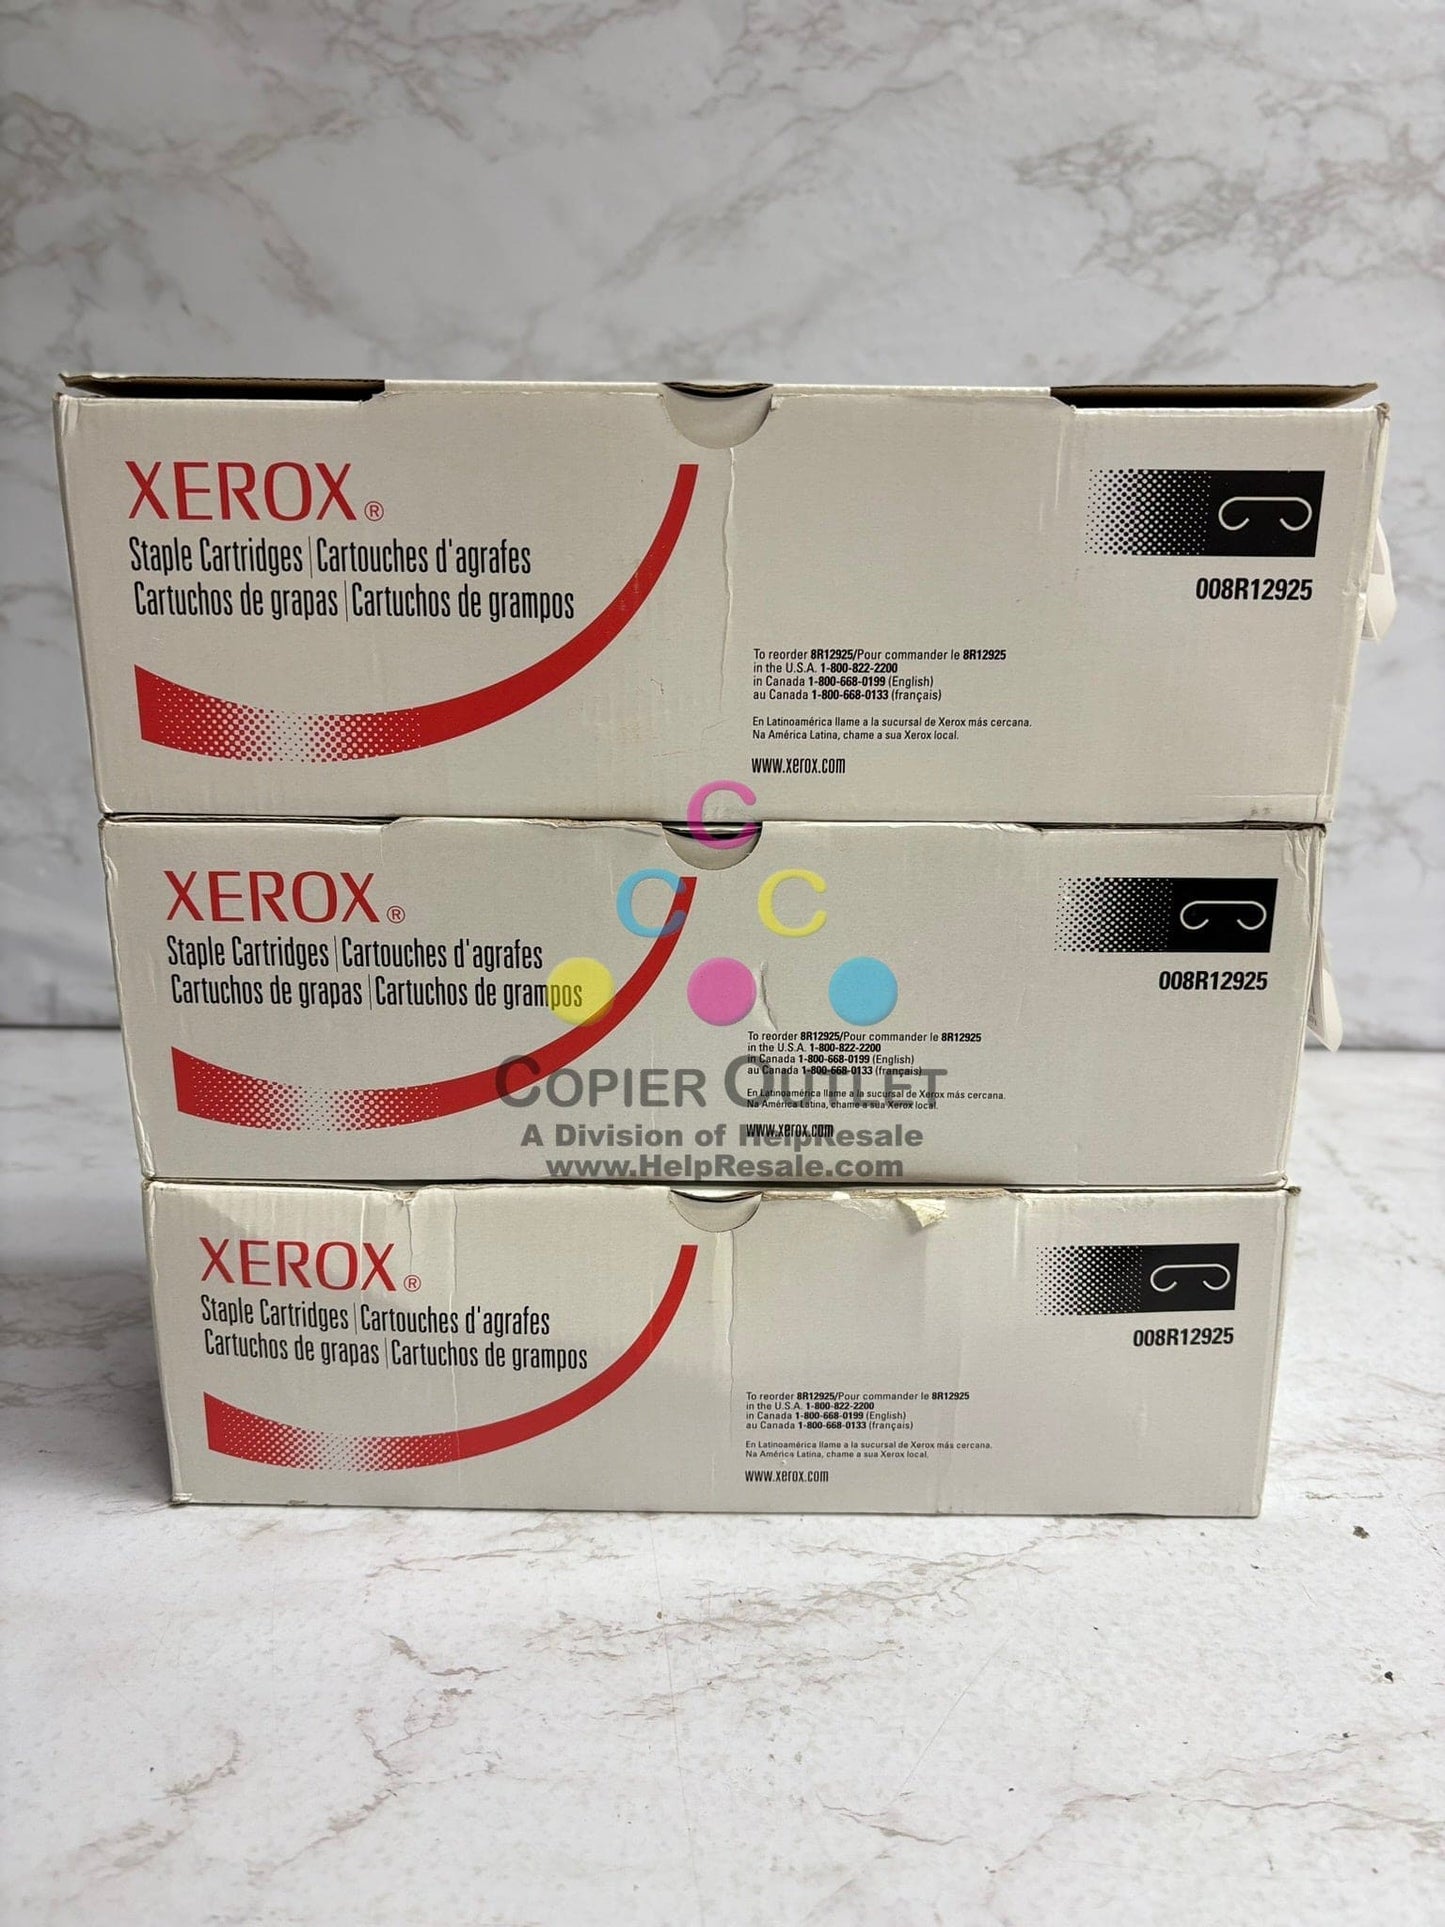 XEROX®
Staple Cartridges | Cartouches d'agrafes
Cartuchos de grapas | Cartuchos de grampos
008R12925
To reorder 8R12925/Pour commander le 8R12925
in the U.S.A. 1-800-822-2200
in Canada 1-800-668-0199 (English)
au Canada 1-800-668-0133 (français)
En Latinoamérica llame a la sucursal de Xerox más cercana.
Na América Latina, chame a sua Xerox local.
www.xerox.com
C
C C
XEROX®
Staple Cartridges | Cartouches d'agrafes
Cartuchos de grapas | Cartuchos de grampos
008R12925
To reorder 8R12925/Pour commander le 8R12925
in the U.S.A. 1-800-822-2200
in Canada 1-800-668-0199 (English)
au Canada 1-800-668-0133 (français)
En Latinoamérica llame a la sucursal de Xerox más cercana.
Na América Latina, chame a sua Xerox local.
www.xerox.com
COPIER OUTLET
A Division of HelpResale
www.HelpResale.com
XEROX®
Staple Cartridges | Cartouches d'agrafes
Cartuchos de grapas | Cartuchos de grampos
008R12925
To reorder 8R12925/Pour commander le 8R12925
in the U.S.A. 1-800-822-2200
in Canada 1-800-668-0199 (English)
au Canada 1-800-668-0133 (français)
En Latinoamérica llame a la sucursal de Xerox más cercana.
Na América Latina, chame a sua Xerox local.
www.xerox.com